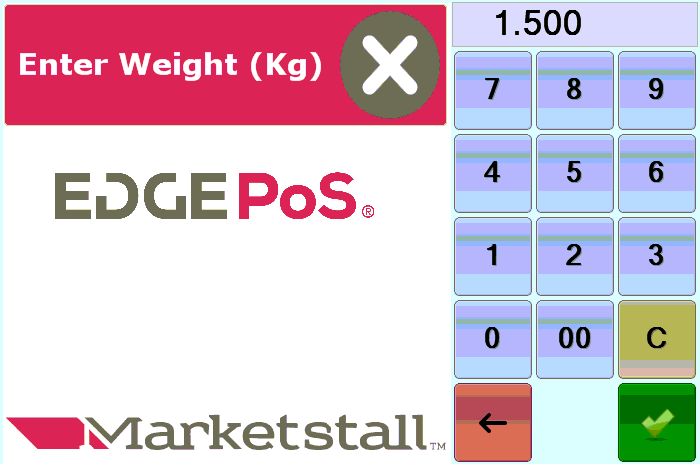 Enter Weight (Kg)
1.500
7 8 9
4 5 6
1 2 3
0 00 C
EDGEPoS®
Marketstall™